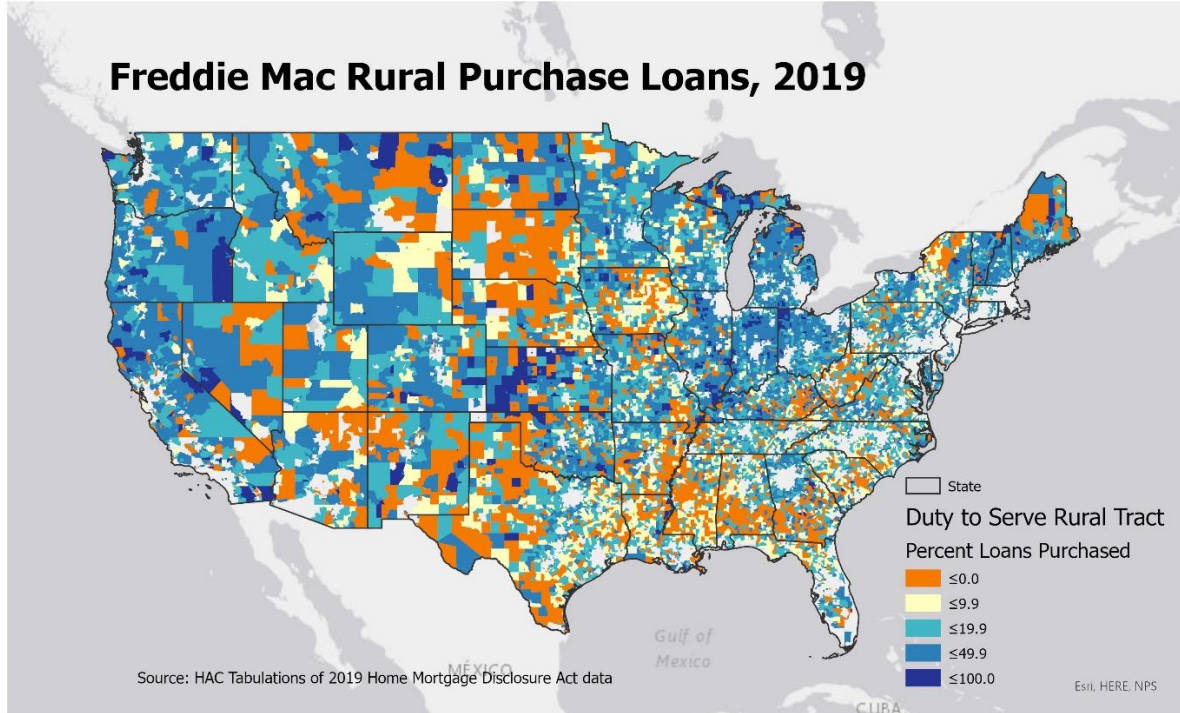 Freddie Mac Rural Purchase Loans, 2019
State
Duty to Serve Rural Tract
Percent Loans Purchased
≤0.0
≤9.9
≤19.9
≤49.9
≤100.0
Gulf of
Mexico
MÉXICO
Source: HAC Tabulations of 2019 Home Mortgage Disclosure Act data
Esri, HERE, NPS
CUBA